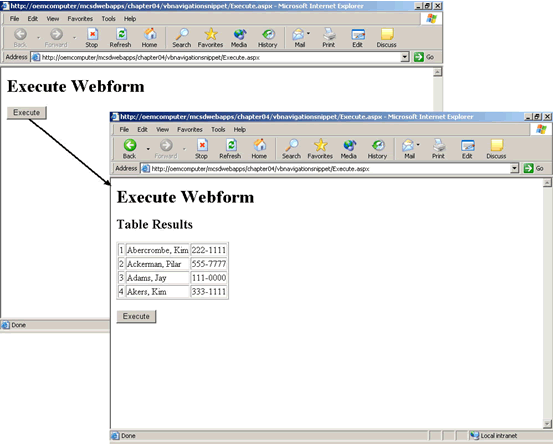 http://oemcomputer/mcsdwebapps/chapter04/vbnavigationsnippet/Execute.aspx - Microsoft Internet Explorer
File Edit View Favorites Tools Help
Back Forward Stop Refresh Home Search Favorites Media History Mail Print Edit Discuss
Address http://oemcomputer/mcsdwebapps/chapter04/vbnavigationsnippet/Execute.aspx Go
Execute Webform
Execute
Done
http://oemcomputer/mcsdwebapps/chapter04/vbnavigationsnippet/Execute.aspx - Microsoft Internet Explorer
File Edit View Favorites Tools Help
Back Forward Stop Refresh Home Search Favorites Media History Mail Print Edit Discuss
Address http://oemcomputer/mcsdwebapps/chapter04/vbnavigationsnippet/Execute.aspx Go
Execute Webform
Table Results
1 Abercrombe, Kim 222-1111
2 Ackerman, Pilar 555-7777
3 Adams, Jay 111-0000
4 Akers, Kim 333-1111
Execute
Done Local intranet